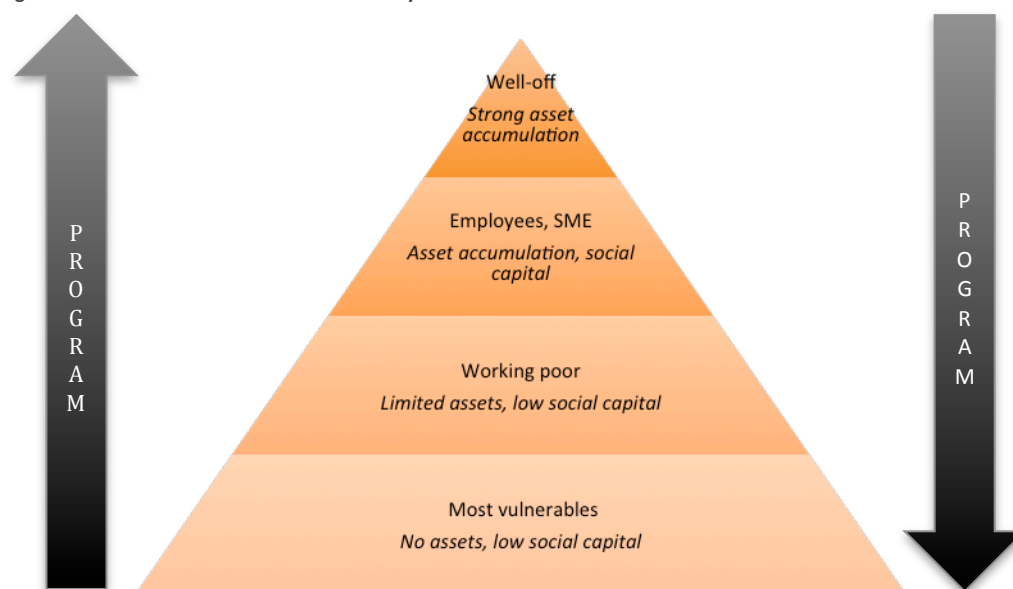 Well-off
Strong asset
accumulation
Employees, SME
Asset accumulation, social
capital
Working poor
Limited assets, low social capital
Most vulnerables
No assets, low social capital
P
R
O
G
R
A
M
P
R
O
G
R
A
M